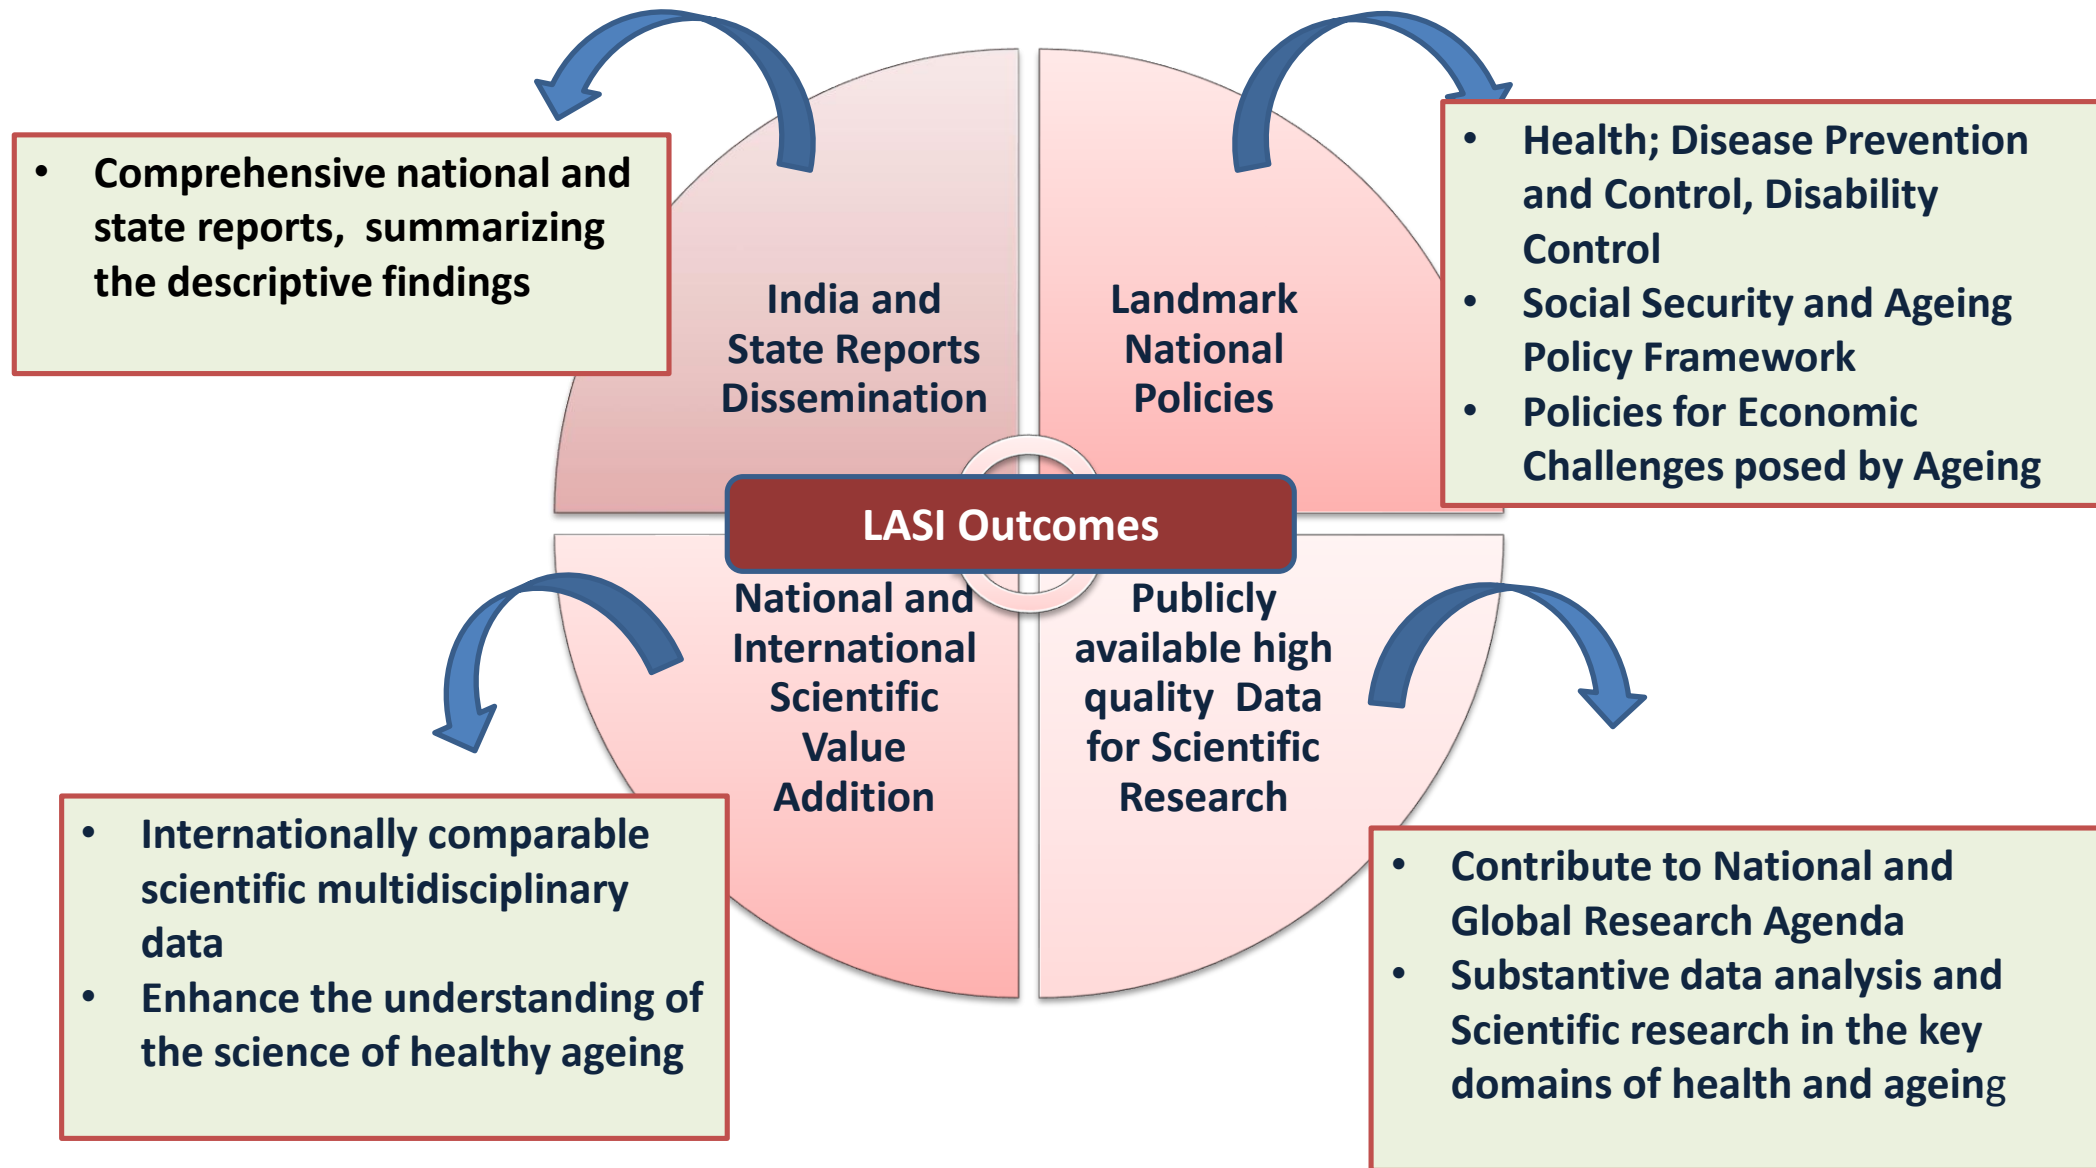 • Comprehensive national and
state reports,  summarizing
the descriptive findings
India and
State Reports
Dissemination
Landmark
National
Policies
• Health; Disease Prevention
and Control, Disability
Control
• Social Security and Ageing
Policy Framework
• Policies for Economic
Challenges posed by Ageing
LASI Outcomes
National and
International
Scientific
Value
Addition
Publicly
available high
quality  Data
for Scientific
Research
• Internationally comparable
scientific multidisciplinary
data
• Enhance the understanding of
the science of healthy ageing
• Contribute to National and
Global Research Agenda
• Substantive data analysis and
Scientific research in the key
domains of health and ageing